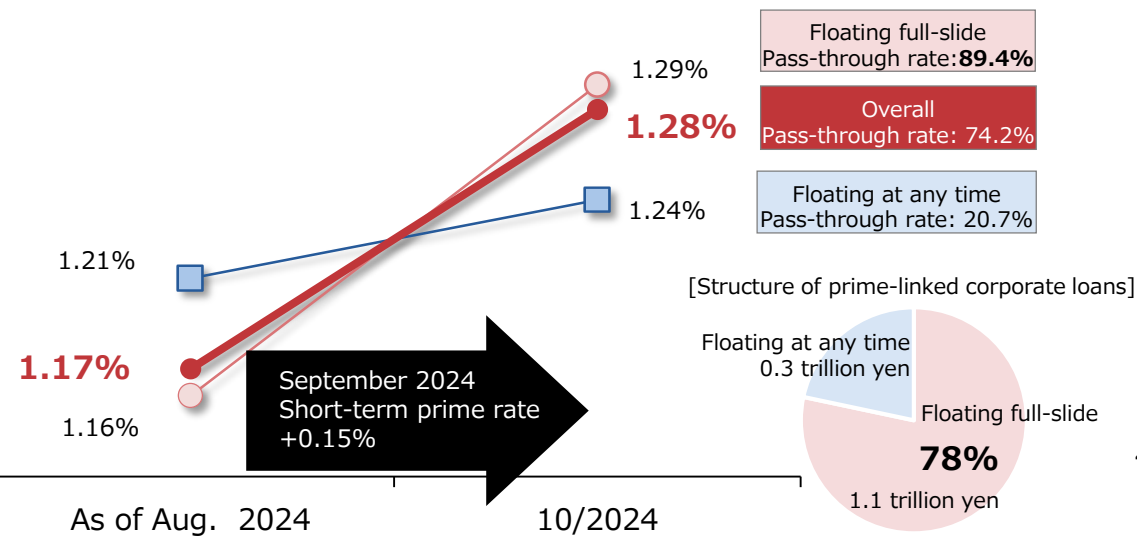 Floating full-slide
Pass-through rate:89.4%
1.29%
1.28%
Overall
Pass-through rate: 74.2%
Floating at any time
Pass-through rate: 20.7%
1.24%
1.21%
[Structure of prime-linked corporate loans]
Floating at any time
0.3 trillion yen
1.17%
1.16%
September 2024
Short-term prime rate
+0.15%
Floating full-slide
78%
1.1 trillion yen
As of Aug. 2024
10/2024